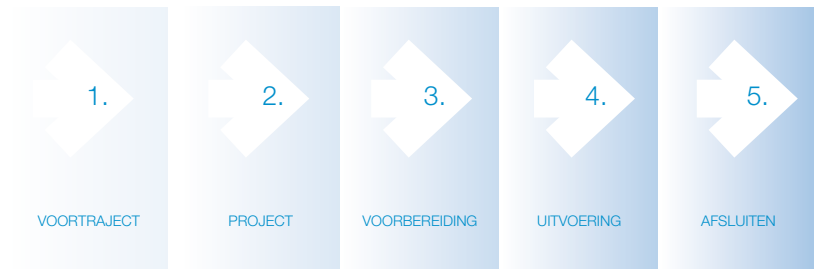 1. 2. 3. 4. 5.
VOORTRAJECT PROJECT VOORBEREIDING UITVOERING AFSLUITEN